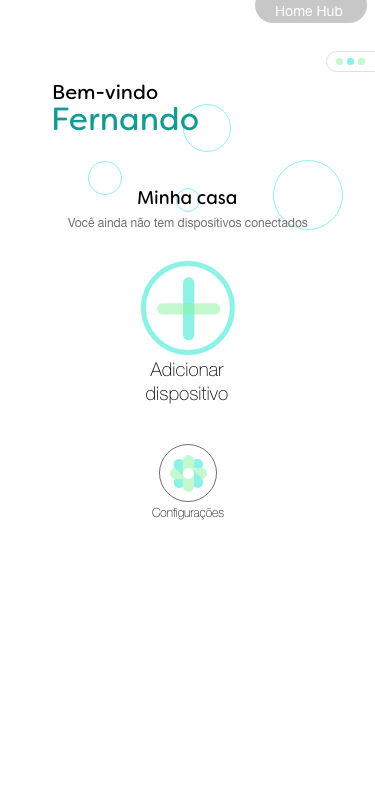 Home Hub
Bem-vindo
Fernando
Minha casa
Você ainda não tem dispositivos conectados
Adicionar
dispositivo
Configurações